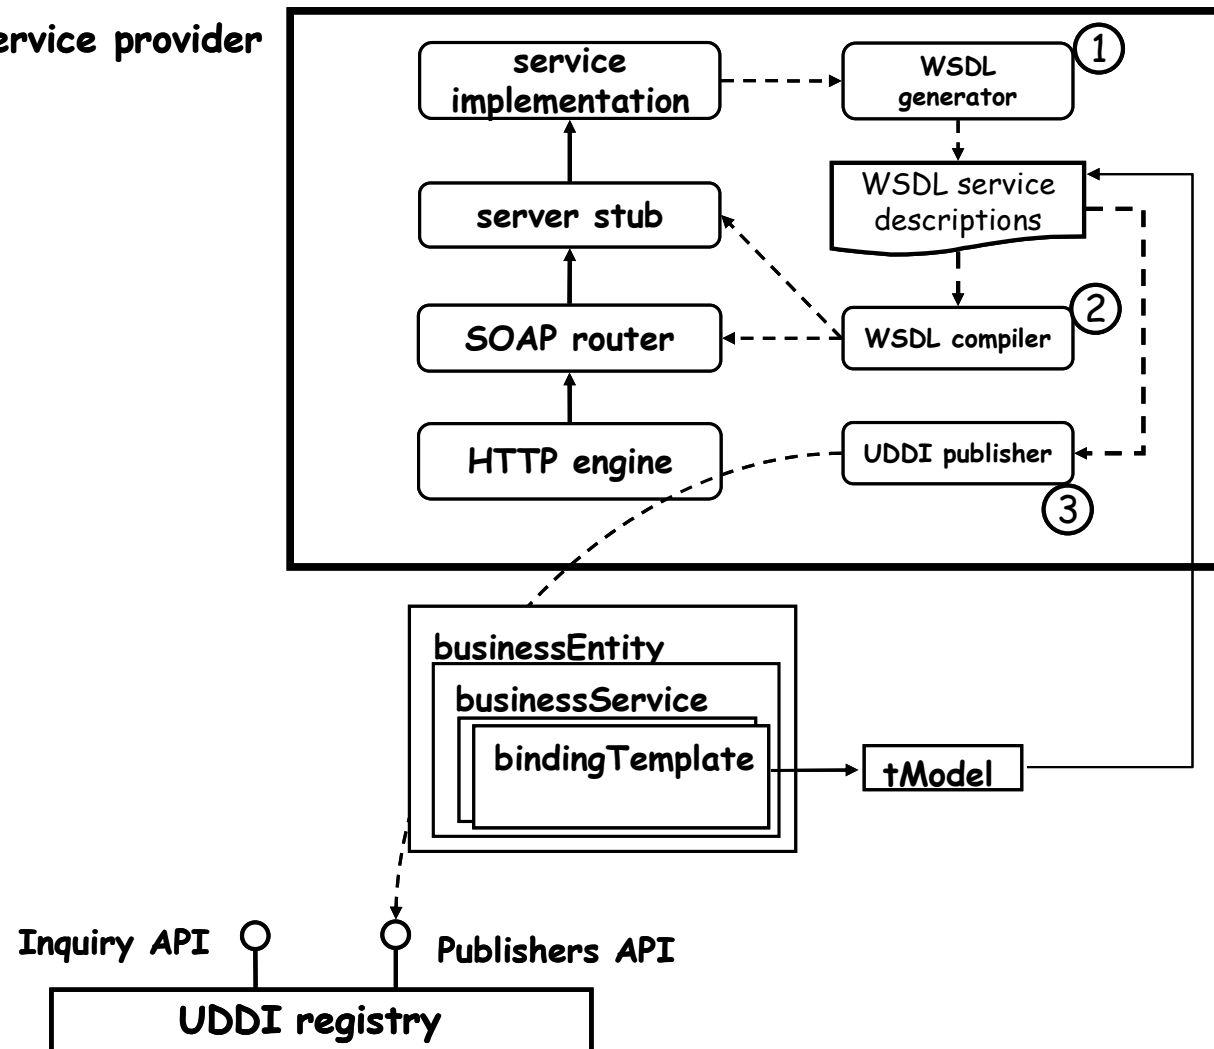 ervice provider
service
implementation
WSDL
generator
1
WSDL service
descriptions
server stub
SOAP router
WSDL compiler
2
HTTP engine
UDDI publisher
3
businessEntity
businessService
bindingTemplate
tModel
Inquiry API
Publishers API
UDDI registry